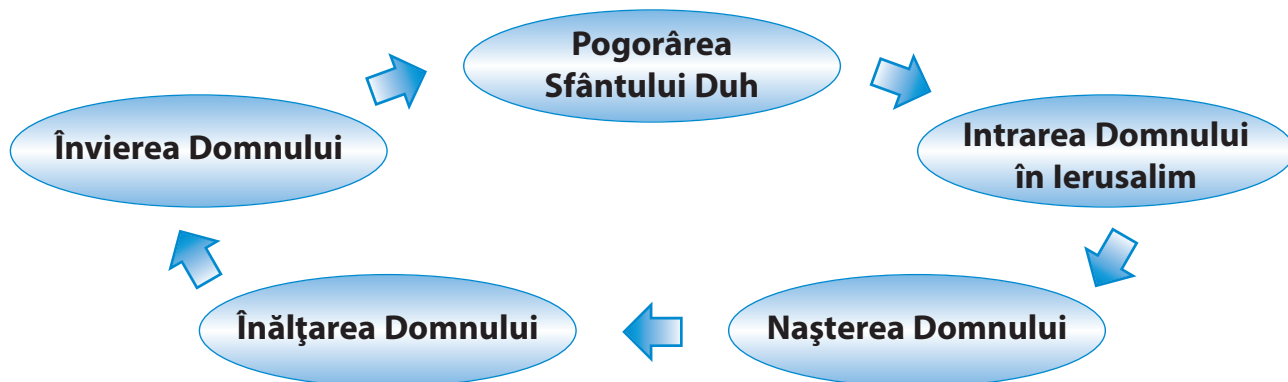 Pogorârea
Sfântului Duh
Învierea Domnului
Intrarea Domnului
în Ierusalim
Înălţarea Domnului
Naşterea Domnului